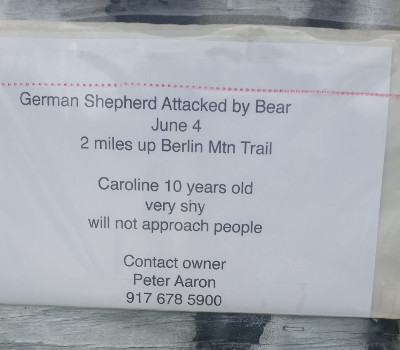 German Shepherd Attacked by Bear
June 4
2 miles up Berlin Mtn Trail
Caroline 10 years old
very shy
will not approach people
Contact owner
Peter Aaron
917 678 5900